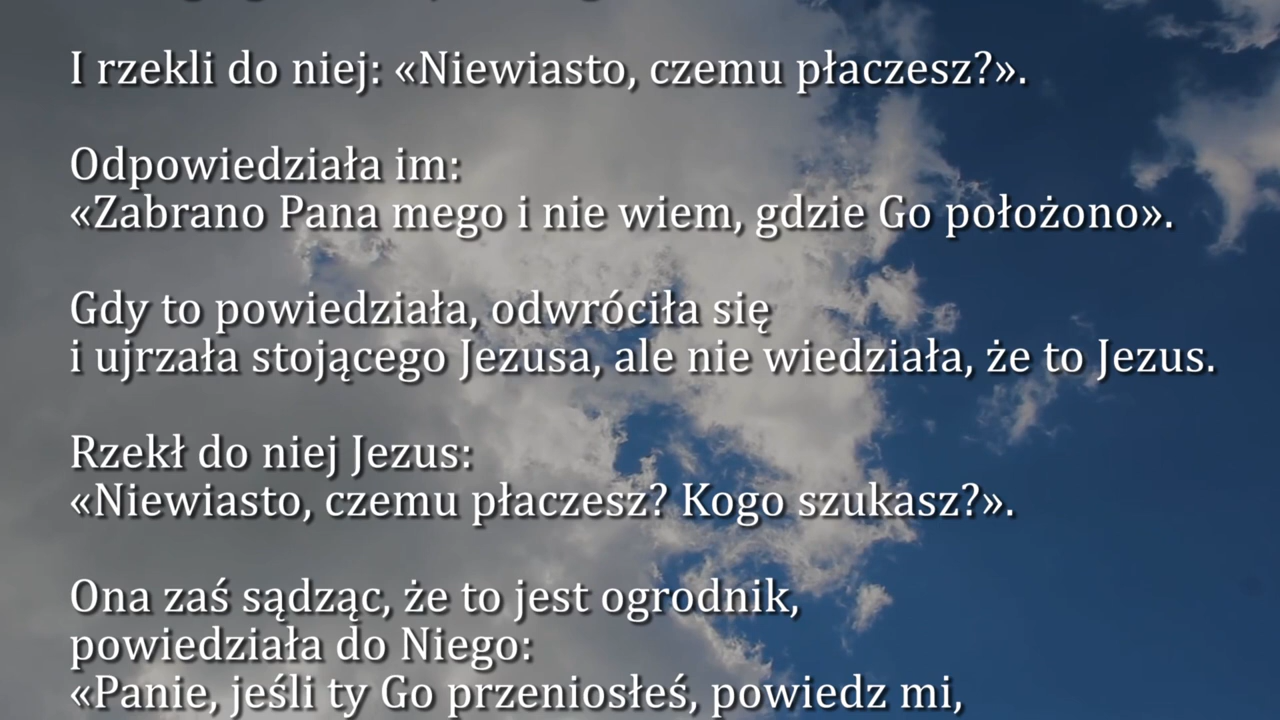 I rzekli do niej: «Niewiasto, czemu płaczesz?».
Odpowiedziała im:
«Zabrano Pana mego i nie wiem, gdzie Go położono».
Gdy to powiedziała, odwróciła się
i ujrzała stojącego Jezusa, ale nie wiedziała, że to Jezus.
Rzekł do niej Jezus:
«Niewiasto, czemu płaczesz? Kogo szukasz?».
Ona zaś sądząc, że to jest ogrodnik,
powiedziała do Niego:
«Panie, jeśli ty Go przeniosłeś, powiedz mi,